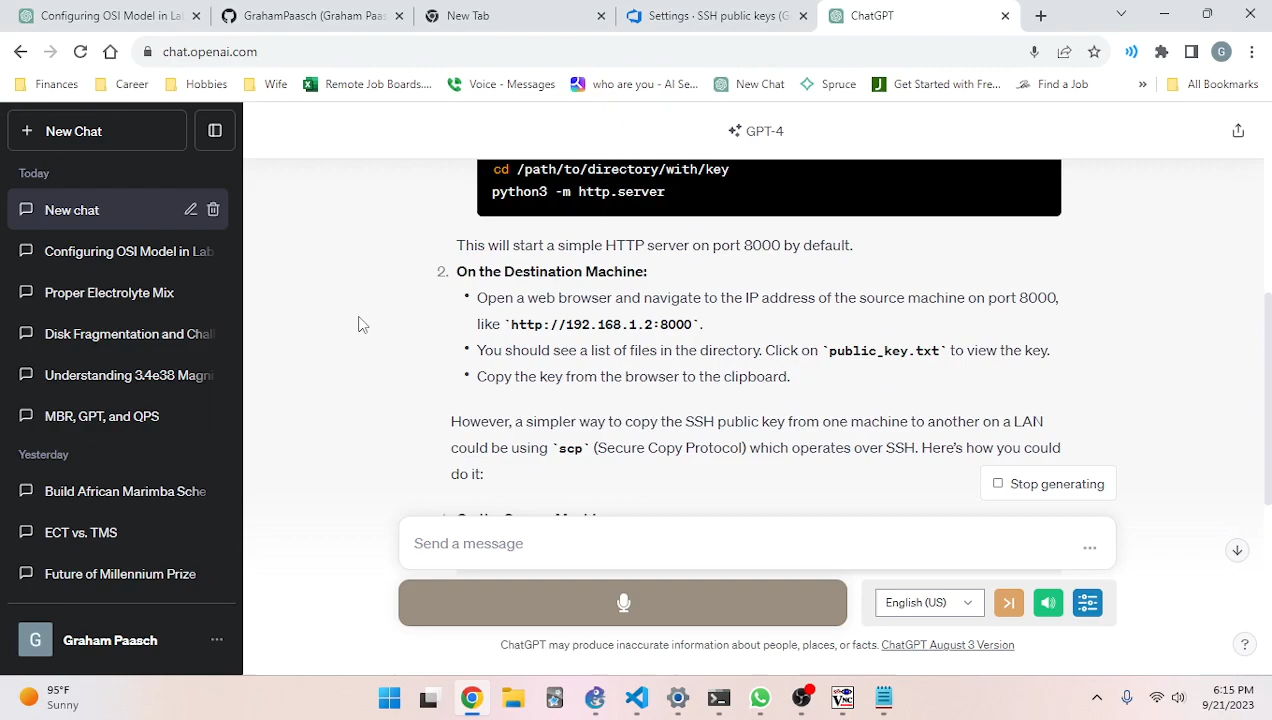 Configuring OSI Model in Lab
GrahamPaasch (Graham Paas
New Tab
Settings · SSH public keys (G
ChatGPT
chat.openai.com
G
Finances
Career
Hobbies
Wife
Remote Job Boards....
Voice - Messages
who are you - AI Se...
New Chat
Spruce
Get Started with Fre...
Find a Job
»
All Bookmarks
New Chat
GPT-4
Today
New chat
Configuring OSI Model in Lab
Proper Electrolyte Mix
Disk Fragmentation and Chall
Understanding 3.4e38 Magni
MBR, GPT, and QPS
Yesterday
Build African Marimba Sche
ECT vs. TMS
Future of Millennium Prize
G
Graham Paasch
cd /path/to/directory/with/key
python3 -m http.server
This will start a simple HTTP server on port 8000 by default.
2. On the Destination Machine:
• Open a web browser and navigate to the IP address of the source machine on port 8000,
like `http://192.168.1.2:8000`.
• You should see a list of files in the directory. Click on `public_key.txt` to view the key.
• Copy the key from the browser to the clipboard.
However, a simpler way to copy the SSH public key from one machine to another on a LAN
could be using `scp` (Secure Copy Protocol) which operates over SSH. Here's how you could
do it:
Stop generating
Send a message
English (US)
ChatGPT may produce inaccurate information about people, places, or facts. ChatGPT August 3 Version
?
95°F
Sunny
6:15 PM
9/21/2023